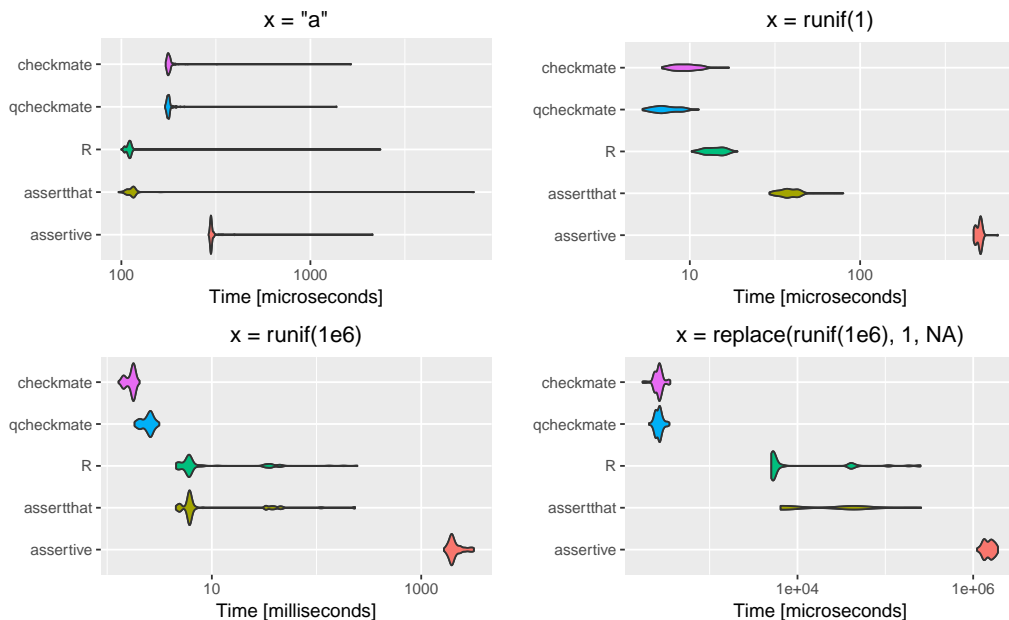 x = "a"
checkmate
qcheckmate
R
assertthat
assertive
100
1000
Time [microseconds]
x = runif(1)
checkmate
qcheckmate
R
assertthat
assertive
10
100
Time [microseconds]
x = runif(1e6)
checkmate
qcheckmate
R
assertthat
assertive
10
1000
Time [milliseconds]
x = replace(runif(1e6), 1, NA)
checkmate
qcheckmate
R
assertthat
assertive
1e+04
1e+06
Time [microseconds]